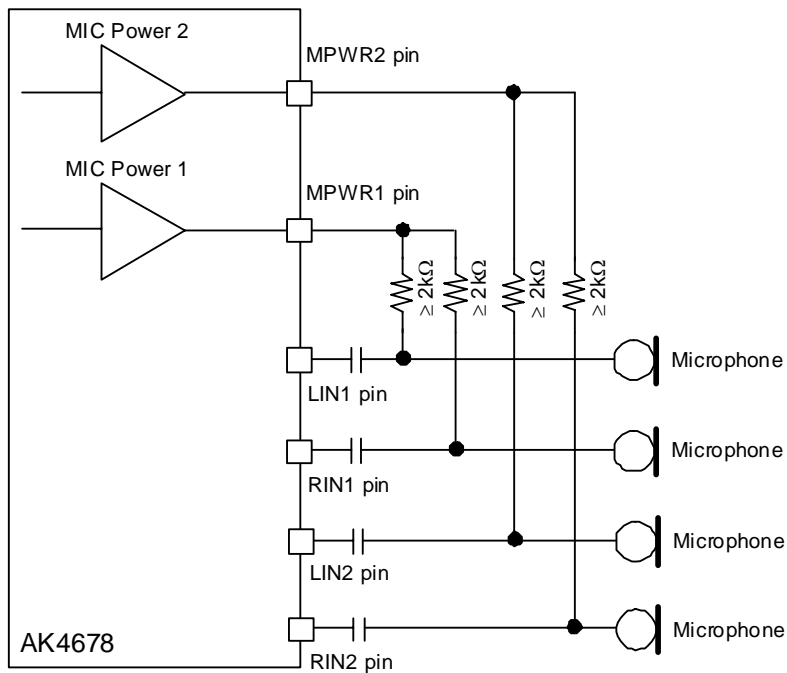 MIC Power 2
MPWR2 pin
MIC Power 1
MPWR1 pin
≥ 2kΩ
≥ 2kΩ
≥ 2kΩ
≥ 2kΩ
Microphone
LIN1 pin
Microphone
RIN1 pin
Microphone
LIN2 pin
Microphone
AK4678
RIN2 pin